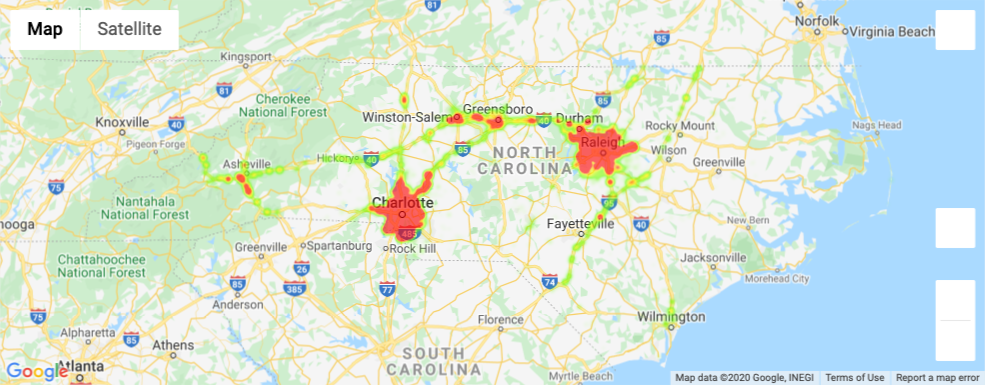 Map
Satellite
81
Norfolk
Virginia Beach
85
Kingsport
81
Cherokee
National Forest
85
Knoxville
40
Winston-Salem
Greensboro
40
Durham
Rocky Mount
Nags Head
Pigeon Forge
Raleigh
Wilson
Asheville
Hickory
40
85
NORTH
CAROLINA
Greenville
75
Nantahala
National Forest
Charlotte
95
nooga
485
Fayetteville
40
New Bern
Greenville
Spartanburg
Rock Hill
Jacksonville
Chattahoochee
National Forest
26
74
Morehead City
85
385
77
Anderson
75
Wilmington
Florence
Alpharetta
85
Athens
SOUTH
CAROLINA
Atlanta
Myrtle Beach
Google
Map data ©2020 Google, INEGI
Terms of Use
Report a map error